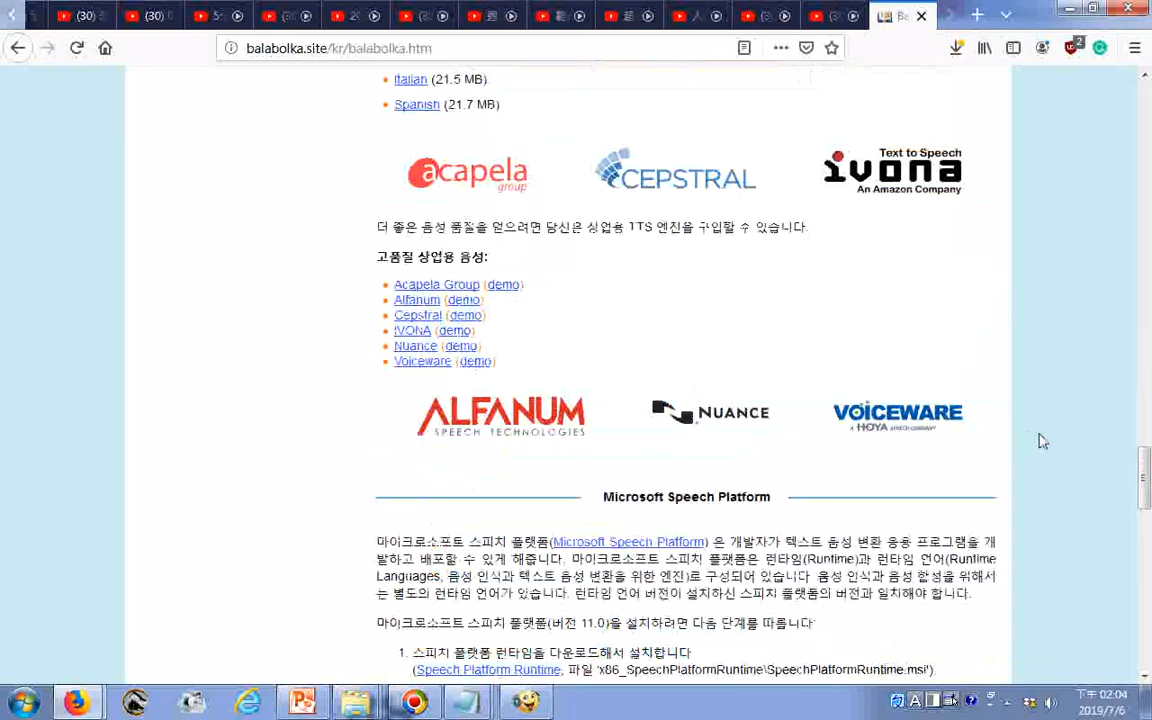 (30)
(30)
balabolka.site/kr/balabolka.htm
2
Italian (21.5 MB)
Spanish (21.7 MB)
acapela group
CEPSTRAL
Text to Speech
ivona
An Amazon Company
더 좋은 음성 품질을 얻으려면 당신은 상업용 TTS 엔진을 구입할 수 있습니다.
고품질 상업용 음성:
Acapela Group (demo)
Alfanum (demo)
Cepstral (demo)
IVONA (demo)
Nuance (demo)
Voiceware (demo)
ALFANUM
SPEECH TECHNOLOGIES
NUANCE
VOICEWARE
A HOYA SPEECH COMPANY
Microsoft Speech Platform
마이크로소프트 스피치 플랫폼(Microsoft Speech Platform) 은 개발자가 텍스트 음성 변환 응용 프로그램을 개
발하고 배포할 수 있게 해줍니다. 마이크로소프트 스피치 플랫폼은 런타임(Runtime)과 런타임 언어(Runtime
Languages, 음성 인식과 텍스트 음성 변환을 위한 엔진)로 구성되어 있습니다. 음성 인식과 음성 합성을 위해서
는 별도의 런타임 언어가 있습니다. 런타임 언어 버전이 설치하신 스피치 플랫폼의 버전과 일치해야 합니다.
마이크로소프트 스피치 플랫폼(버전 11.0)을 설치하려면 다음 단계를 따릅니다:
1. 스피치 플랫폼 런타임을 다운로드해서 설치합니다
(Speech Platform Runtime, 파일 'x86_SpeechPlatformRuntime\SpeechPlatformRuntime.msi').
下午 02:04
2019/7/6